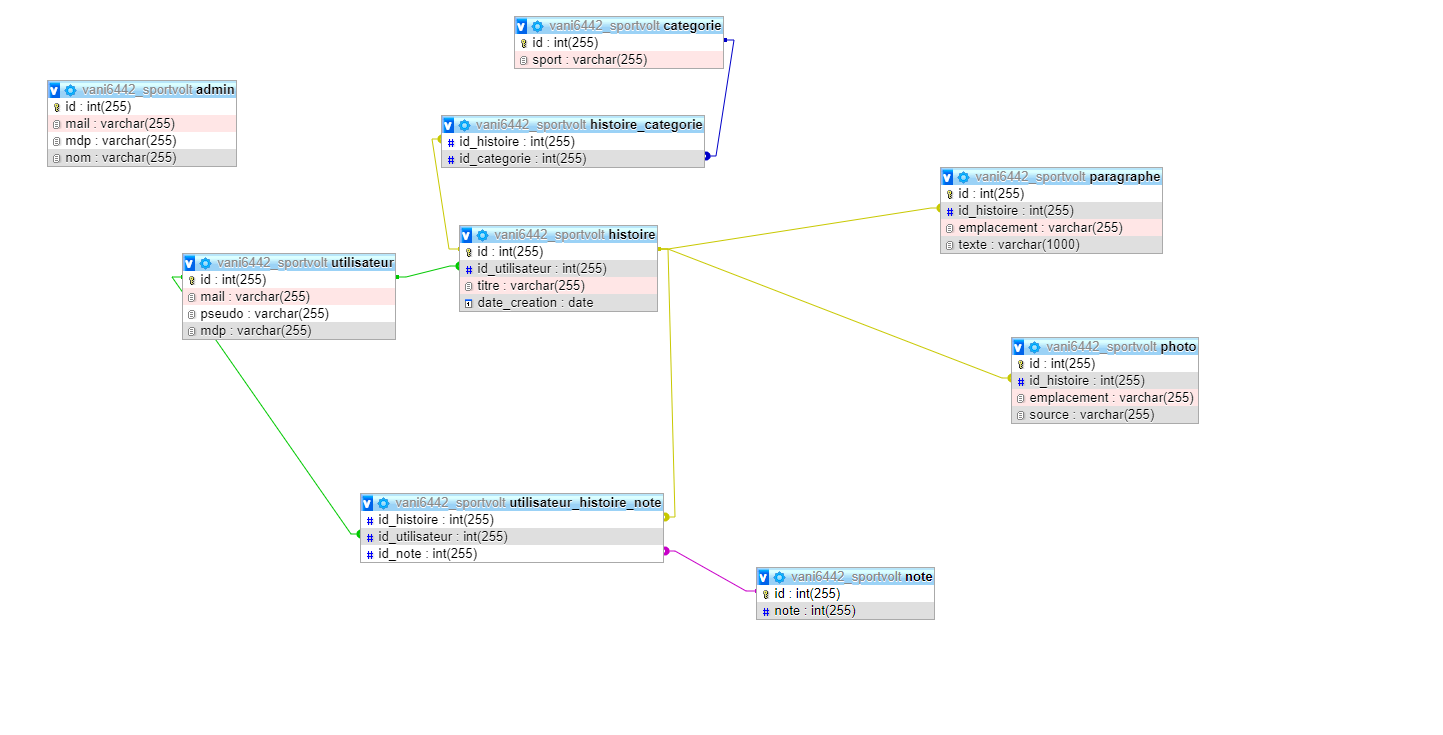 vani6442_sportvolt categorie
id : int(255)
sport : varchar(255)
vani6442_sportvolt admin
id : int(255)
mail : varchar(255)
mdp : varchar(255)
nom : varchar(255)
vani6442_sportvolt histoire_categorie
id_histoire : int(255)
id_categorie : int(255)
vani6442_sportvolt paragraphe
id : int(255)
id_histoire : int(255)
emplacement : varchar(255)
texte : varchar(1000)
vani6442_sportvolt histoire
id : int(255)
id_utilisateur : int(255)
titre : varchar(255)
date_creation : date
vani6442_sportvolt utilisateur
id : int(255)
mail : varchar(255)
pseudo : varchar(255)
mdp : varchar(255)
vani6442_sportvolt photo
id : int(255)
id_histoire : int(255)
emplacement : varchar(255)
source : varchar(255)
vani6442_sportvolt utilisateur_histoire_note
id_histoire : int(255)
id_utilisateur : int(255)
id_note : int(255)
vani6442_sportvolt note
id : int(255)
note : int(255)